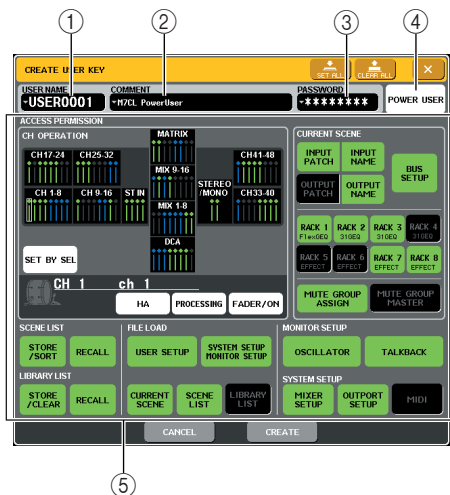 ① ② ③ ④
CREATE USER KEY
SET ALL
CLEAR ALL
×
USER NAME
COMMENT
PASSWORD
USER0001
M7CL PowerUser
********
POWER USER
ACCESS PERMISSION
CH OPERATION
MATRIX
CH17-24
CH25-32
MIX 9-16
CH41-48
CH 1-8
CH 9-16
ST IN
STEREO
/MONO
CH33-40
MIX 1-8
DCA
SET BY SEL
CH 1
ch 1
HA
PROCESSING
FADER/ON
CURRENT SCENE
INPUT
PATCH
INPUT
NAME
BUS
SETUP
OUTPUT
PATCH
OUTPUT
NAME
RACK 1
FlexGEQ
RACK 2
31GEQ
RACK 3
31GEQ
RACK 4
31GEQ
RACK 5
EFFECT
RACK 6
EFFECT
RACK 7
EFFECT
RACK 8
EFFECT
MUTE GROUP
ASSIGN
MUTE GROUP
MASTER
SCENE LIST
STORE
/SORT
RECALL
FILE LOAD
USER SETUP
SYSTEM SETUP
MONITOR SETUP
MONITOR SETUP
OSCILLATOR
TALKBACK
LIBRARY LIST
STORE
/CLEAR
RECALL
CURRENT
SCENE
SCENE
LIST
LIBRARY
LIST
SYSTEM SETUP
MIXER
SETUP
OUTPORT
SETUP
MIDI
CANCEL
CREATE
⑤